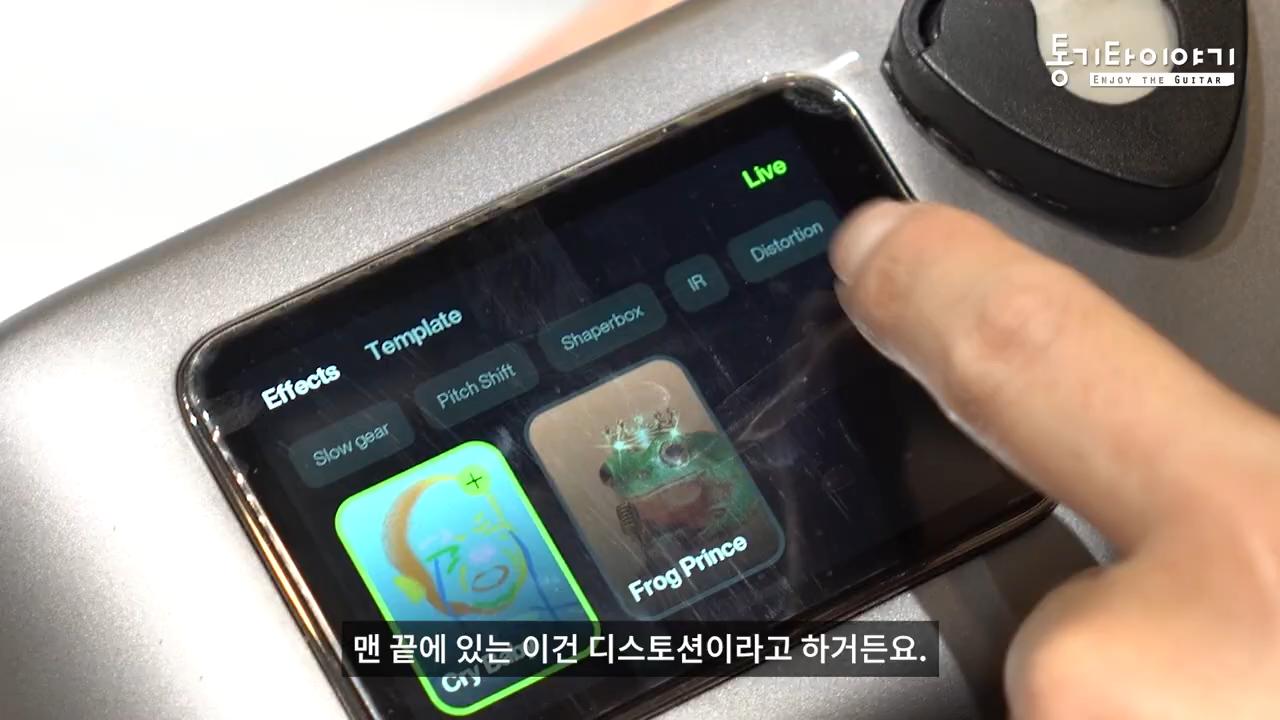 통기타이야기
ENJOY THE GUITAR
Live
Effects Template
Slow gear Pitch Shift Shaperbox IR Distortion
+
Frog Prince
Cry
맨 끝에 있는 이건 디스토션이라고 하거든요.